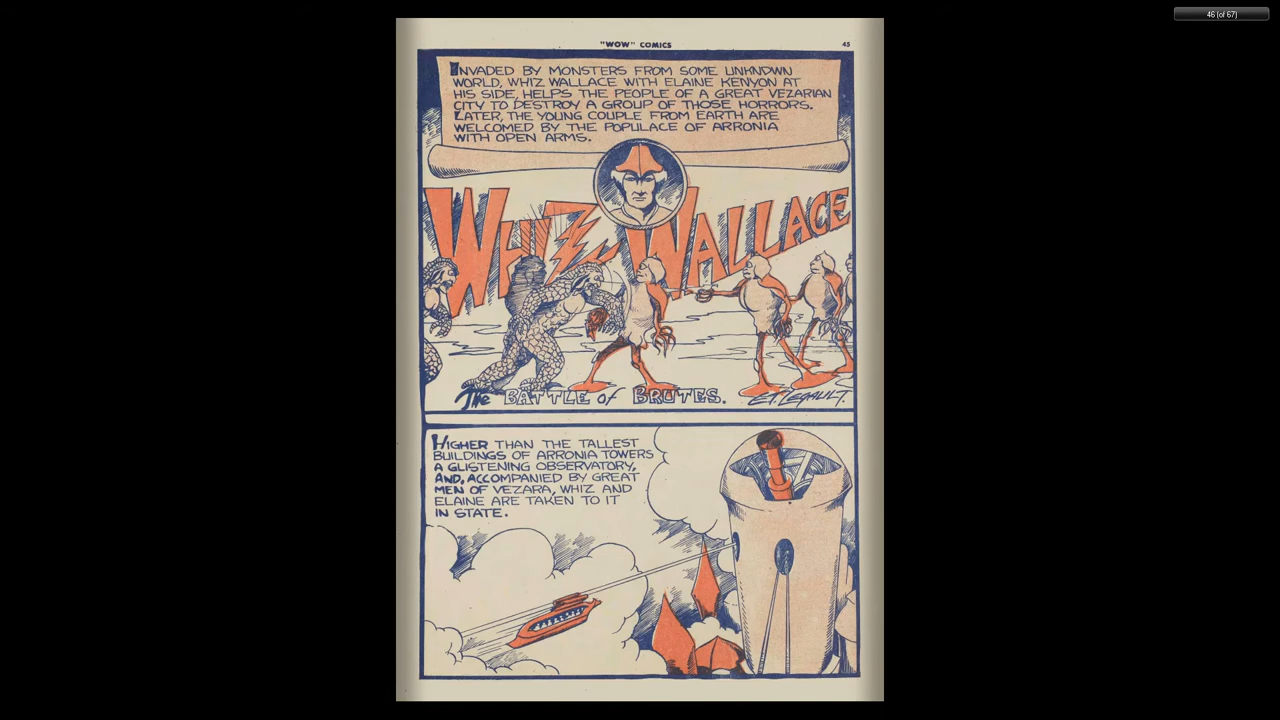 46 (of 67)
"WOW" COMICS 45
INVADED BY MONSTERS FROM SOME UNKNOWN
WORLD, WHIZ WALLACE WITH ELAINE KENYON AT
HIS SIDE, HELPS THE PEOPLE OF A GREAT VEZARIAN
CITY TO DESTROY A GROUP OF THOSE HORRORS.
LATER, THE YOUNG COUPLE FROM EARTH ARE
WELCOMED BY THE POPULACE OF ARRONIA
WITH OPEN ARMS.
WHIZ WALLACE
The BATTLE of BRUTES.
E.T. LEGAULT.
HIGHER THAN THE TALLEST
BUILDINGS OF ARRONIA TOWERS
A GLISTENING OBSERVATORY,
AND, ACCOMPANIED BY GREAT
MEN OF VEZARA, WHIZ AND
ELAINE ARE TAKEN TO IT
IN STATE.